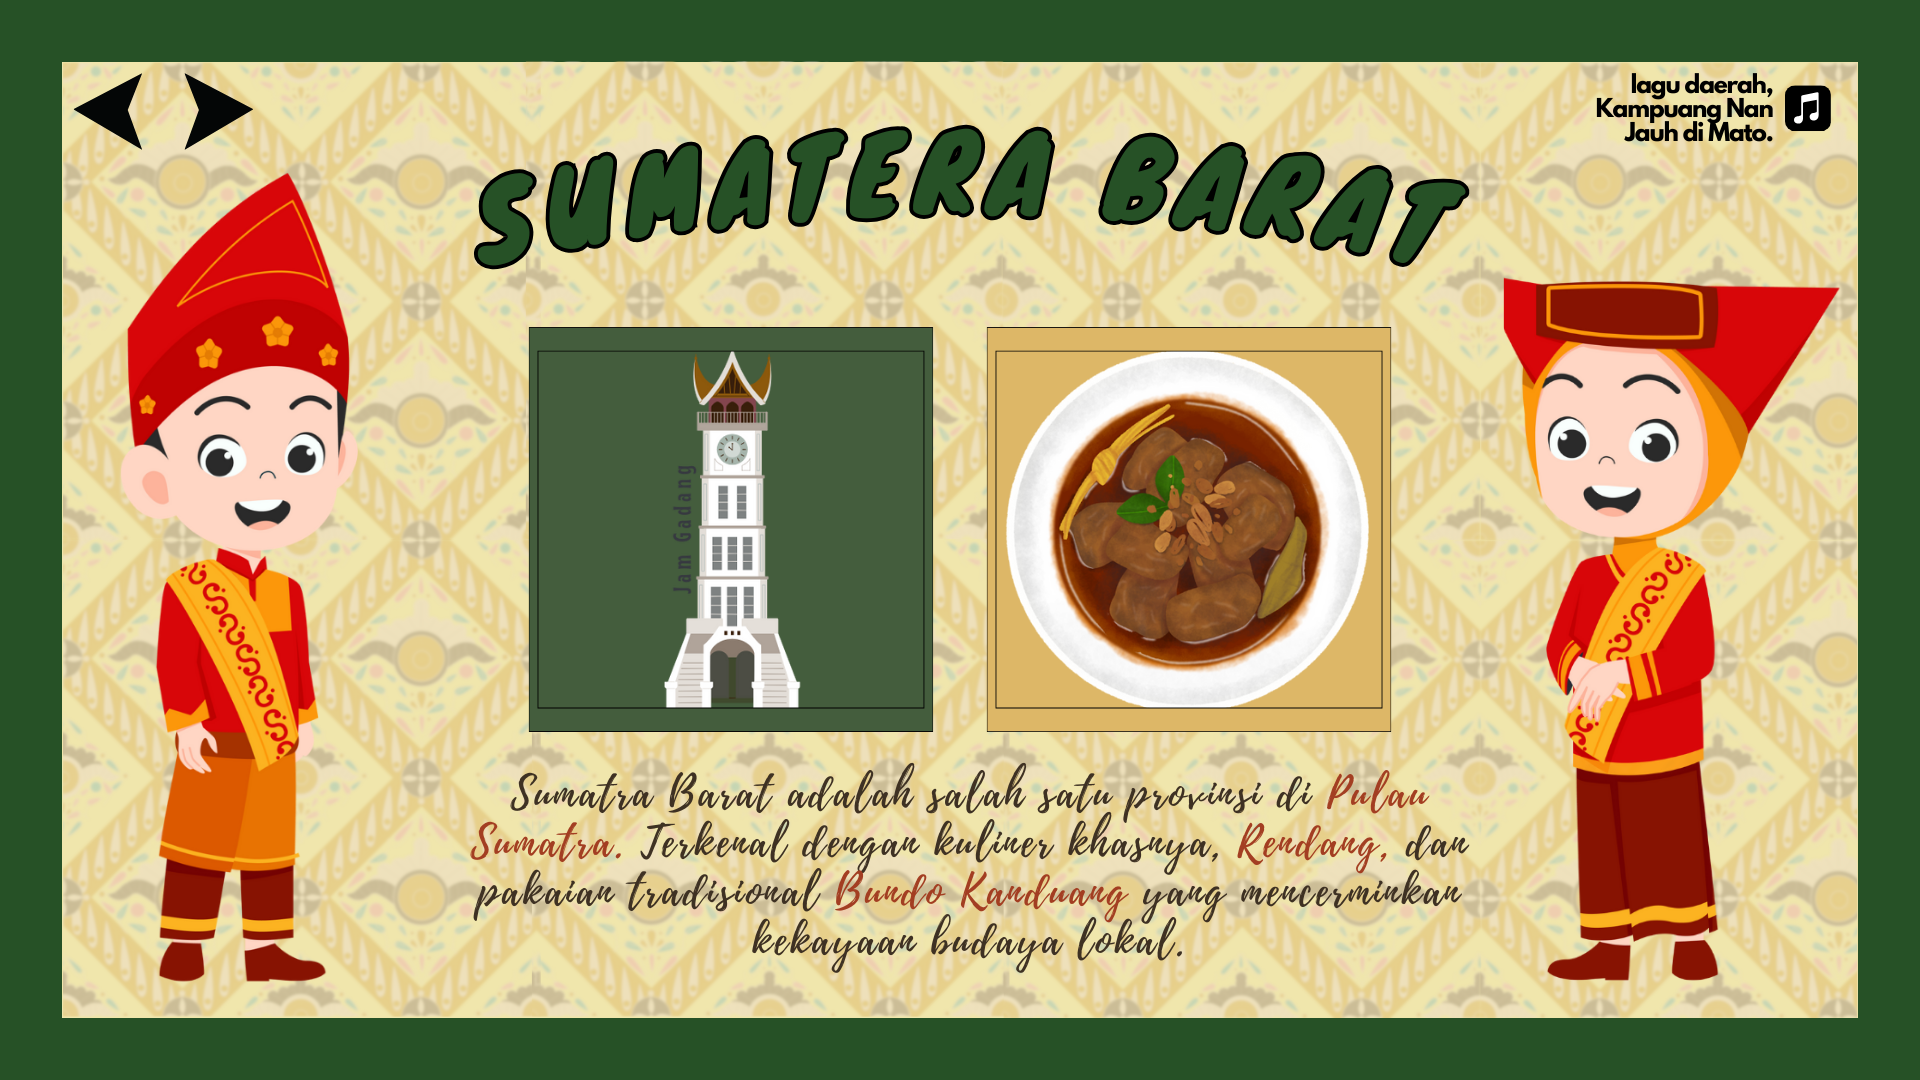 lagu daerah,
Kampuang Nan
Jauh di Mato.
SUMATERA BARAT
Jam Gadang
Sumatra Barat adalah salah satu provinsi di Pulau
Sumatra. Terkenal dengan kuliner khasnya, Rendang, dan
pakaian tradisional Bundo Kanduang yang mencerminkan
kekayaan budaya lokal.